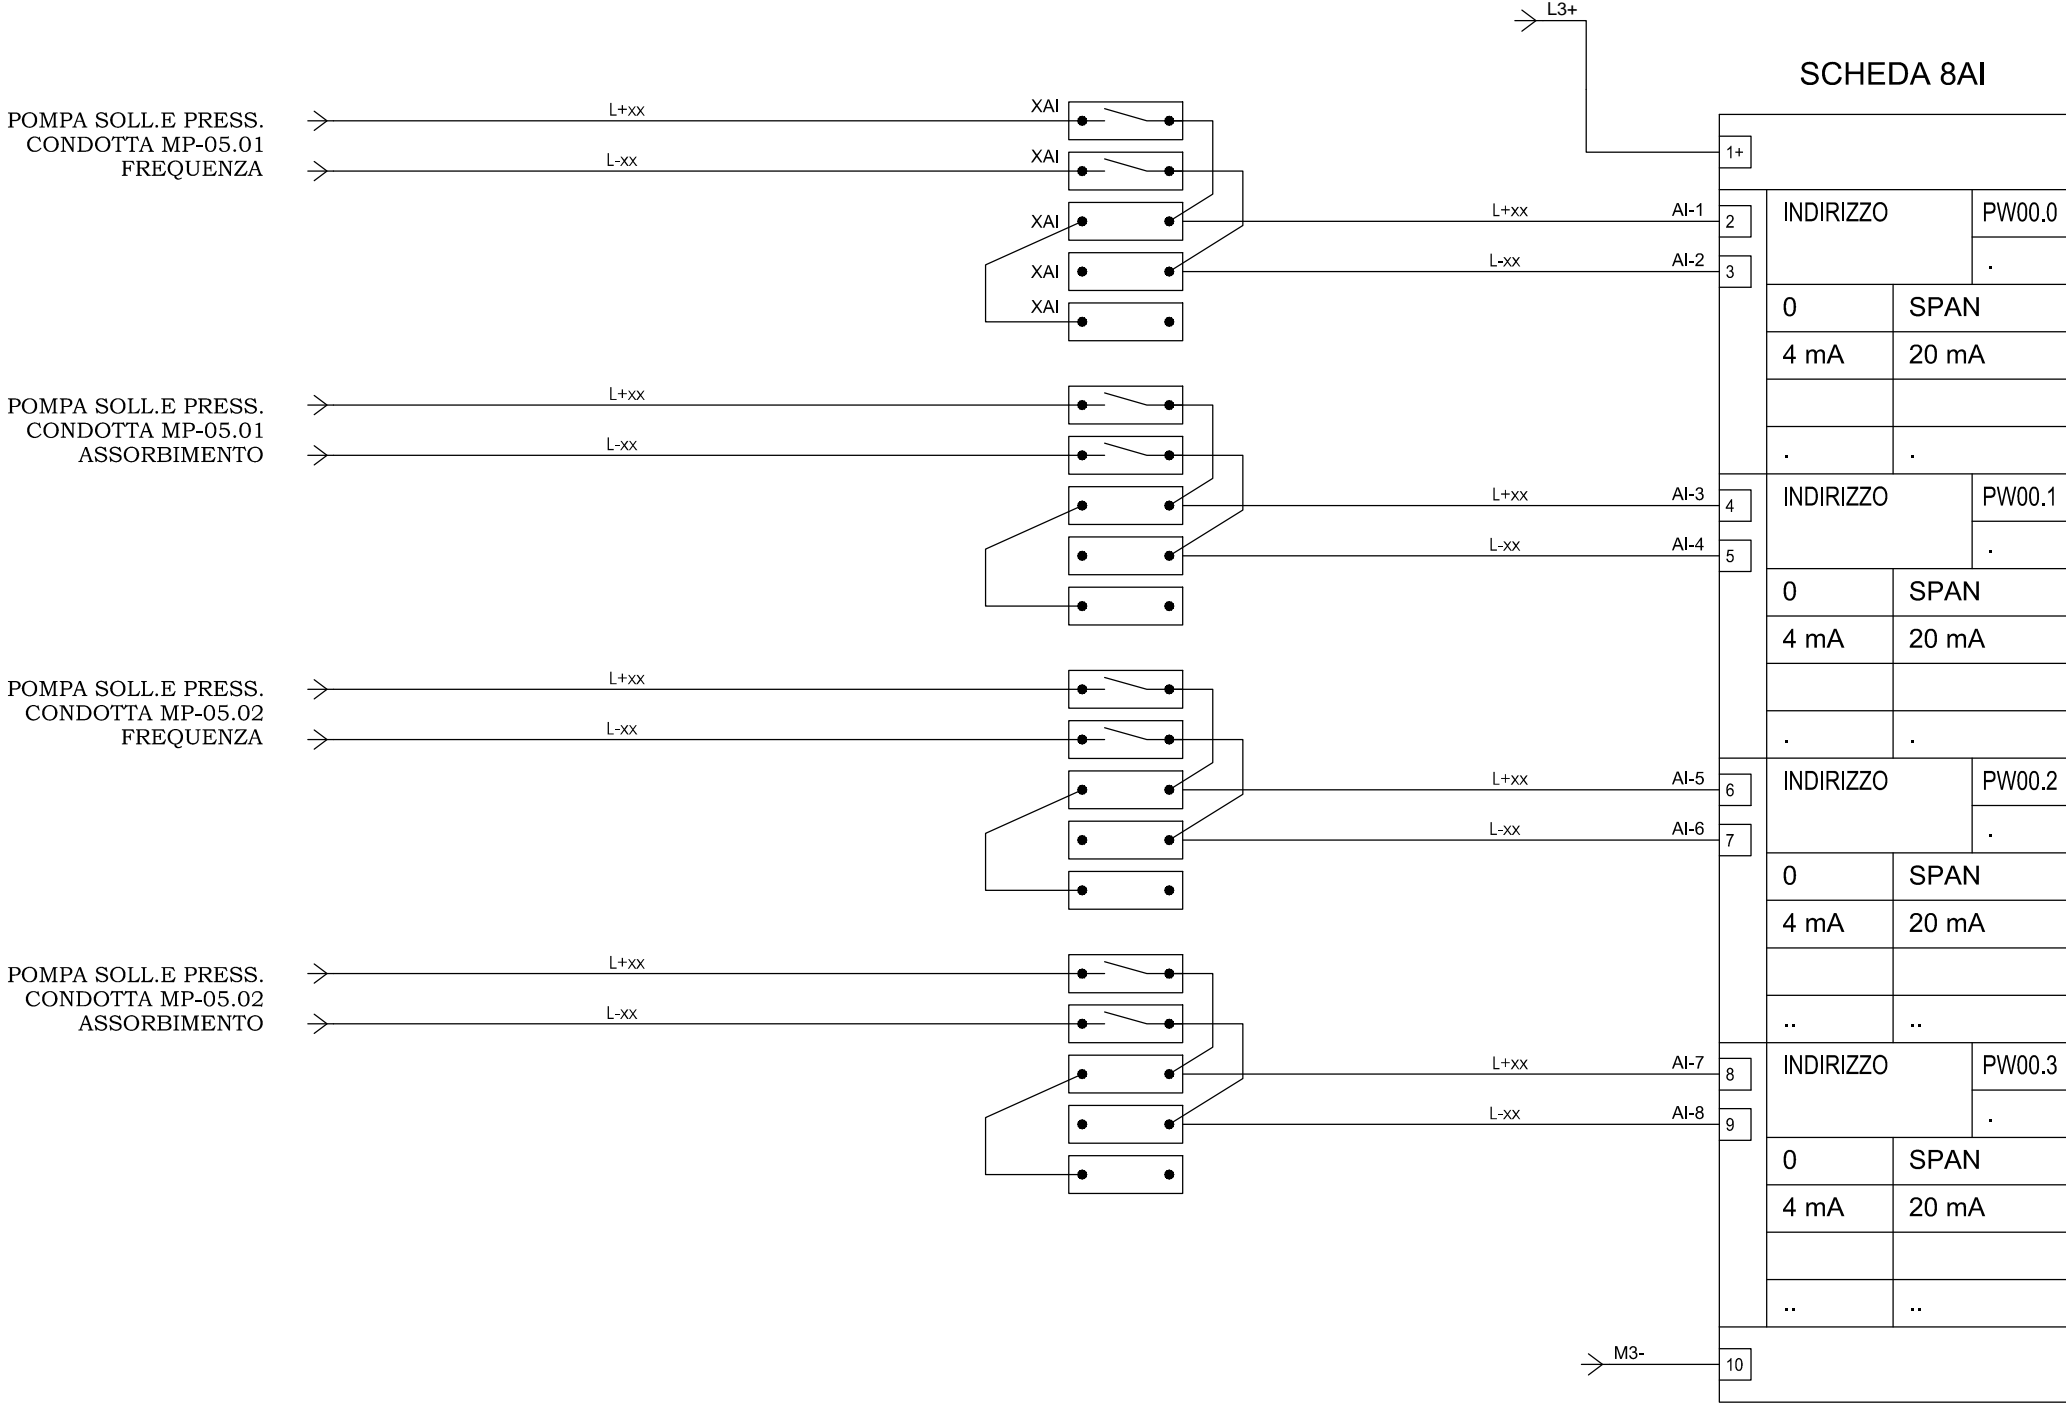 L3+
SCHEDA 8AI
POMPA SOLL.E PRESS.
CONDOTTA MP-05.01
FREQUENZA
L+xx
L-xx
XAI
XAI
XAI
XAI
XAI
1+
L+xx AI-1 2
L-xx AI-2 3
INDIRIZZO PW00.0
.
0 SPAN
4 mA 20 mA
. .
POMPA SOLL.E PRESS.
CONDOTTA MP-05.01
ASSORBIMENTO
L+xx
L-xx
L+xx AI-3 4
L-xx AI-4 5
INDIRIZZO PW00.1
.
0 SPAN
4 mA 20 mA
. .
POMPA SOLL.E PRESS.
CONDOTTA MP-05.02
FREQUENZA
L+xx
L-xx
L+xx AI-5 6
L-xx AI-6 7
INDIRIZZO PW00.2
.
0 SPAN
4 mA 20 mA
.. ..
POMPA SOLL.E PRESS.
CONDOTTA MP-05.02
ASSORBIMENTO
L+xx
L-xx
L+xx AI-7 8
L-xx AI-8 9
INDIRIZZO PW00.3
.
0 SPAN
4 mA 20 mA
.. ..
M3- 10